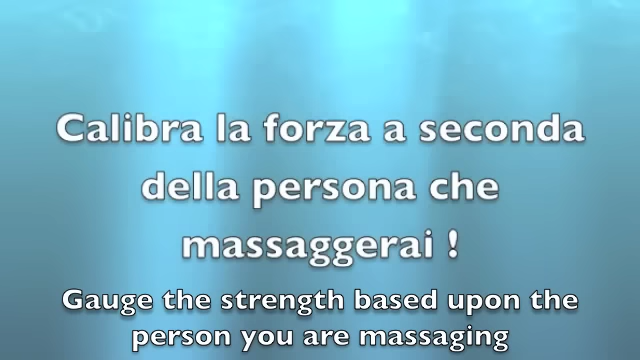 Calibra la forza a seconda
della persona che
massaggerai !
Gauge the strength based upon the
person you are massaging